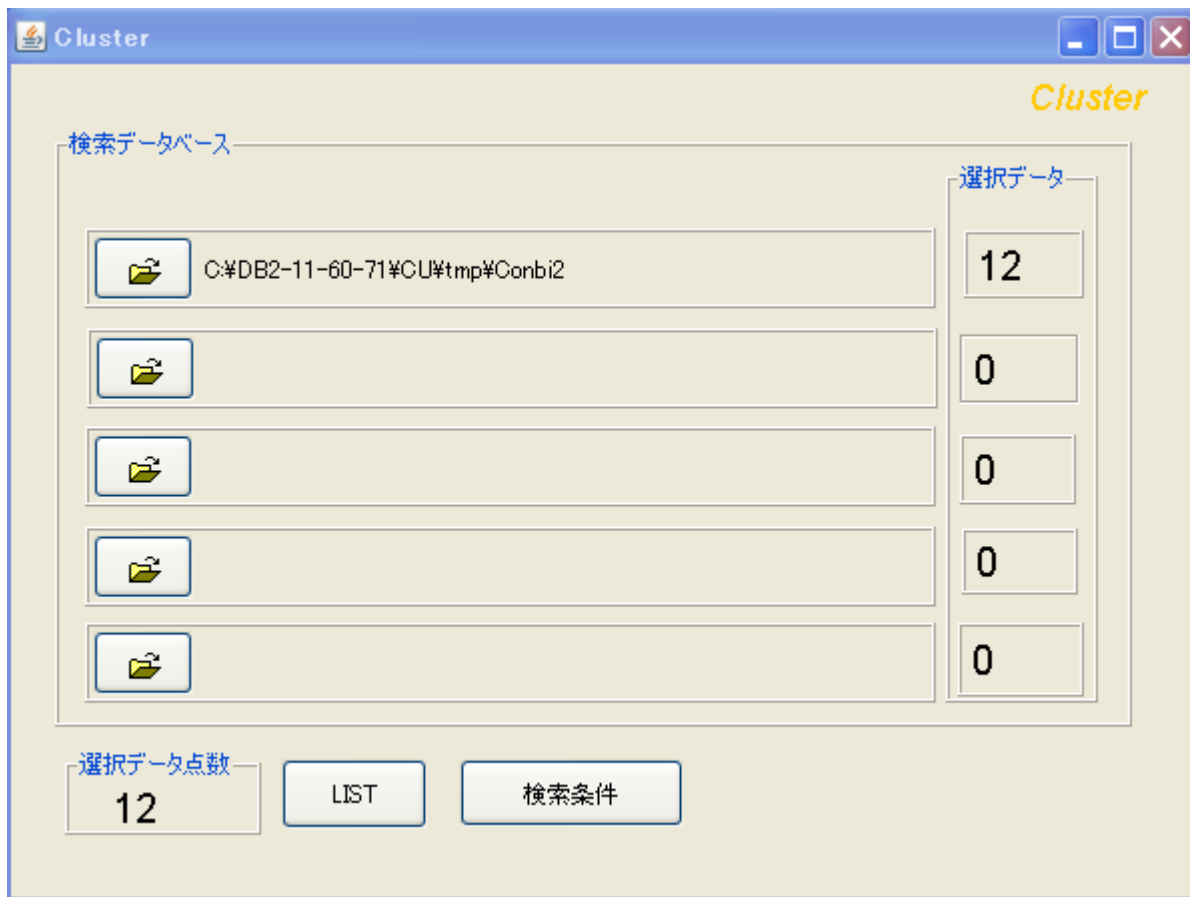 Cluster
Cluster
検索データベース
選択データ
C:¥DB2-11-60-71¥CU¥tmp¥Conbi2
12
0
0
0
0
選択データ点数
12
LIST
検索条件